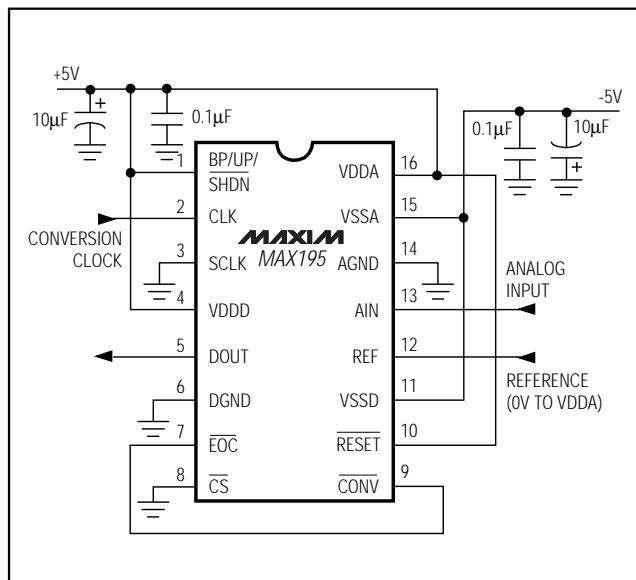 +5V
10μF
+
0.1μF
-5V
0.1μF
10μF
+
1
BP/UP/
SHDN
VDDA
16
2
CLK
VSSA
15
CONVERSION
CLOCK
MAXIM
MAX195
3
SCLK
AGND
14
4
VDDD
AIN
13
ANALOG
INPUT
5
DOUT
REF
12
REFERENCE
(0V TO VDDA)
6
DGND
VSSD
11
7
EOC
RESET
10
8
CS
CONV
9